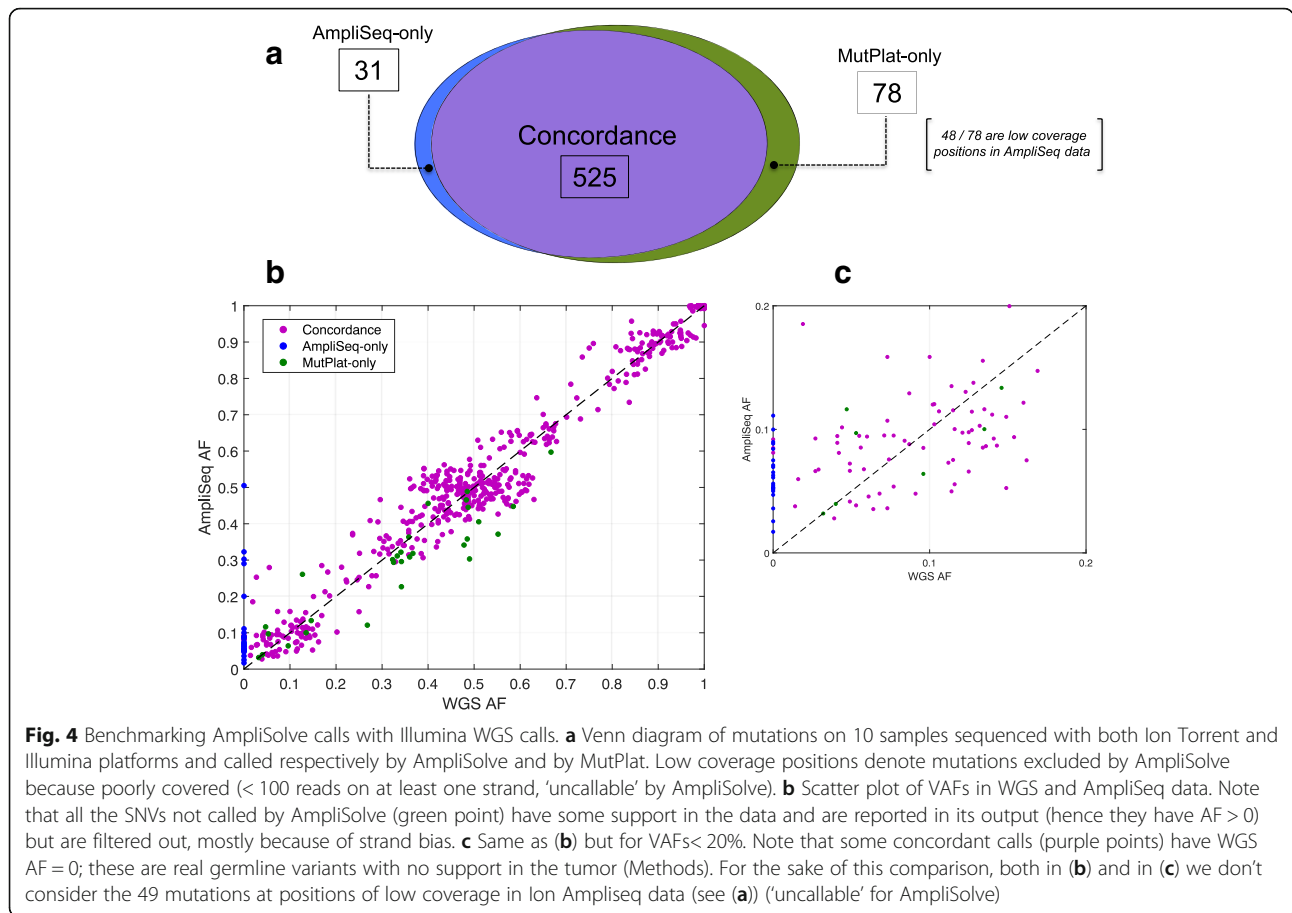 a
AmpliSeq-only
31
MutPlat-only
78
48 / 78 are low coverage
positions in AmpliSeq data
Concordance
525
b
1
0.9
0.8
0.7
0.6
0.5
0.4
0.3
0.2
0.1
0
AmpliSeq AF
Concordance
AmpliSeq-only
MutPlat-only
0 0.1 0.2 0.3 0.4 0.5 0.6 0.7 0.8 0.9 1
WGS AF
c
0.2
0.1
0
AmpliSeq AF
0 0.1 0.2
WGS AF
Fig. 4 Benchmarking AmpliSolve calls with Illumina WGS calls. a Venn diagram of mutations on 10 samples sequenced with both Ion Torrent and
Illumina platforms and called respectively by AmpliSolve and by MutPlat. Low coverage positions denote mutations excluded by AmpliSolve
because poorly covered (< 100 reads on at least one strand, ‘uncallable’ by AmpliSolve). b Scatter plot of VAFs in WGS and AmpliSeq data. Note
that all the SNVs not called by AmpliSolve (green point) have some support in the data and are reported in its output (hence they have AF > 0)
but are filtered out, mostly because of strand bias. c Same as (b) but for VAFs< 20%. Note that some concordant calls (purple points) have WGS
AF = 0; these are real germline variants with no support in the tumor (Methods). For the sake of this comparison, both in (b) and in (c) we don’t
consider the 49 mutations at positions of low coverage in Ion Ampliseq data (see (a)) (‘uncallable’ for AmpliSolve)